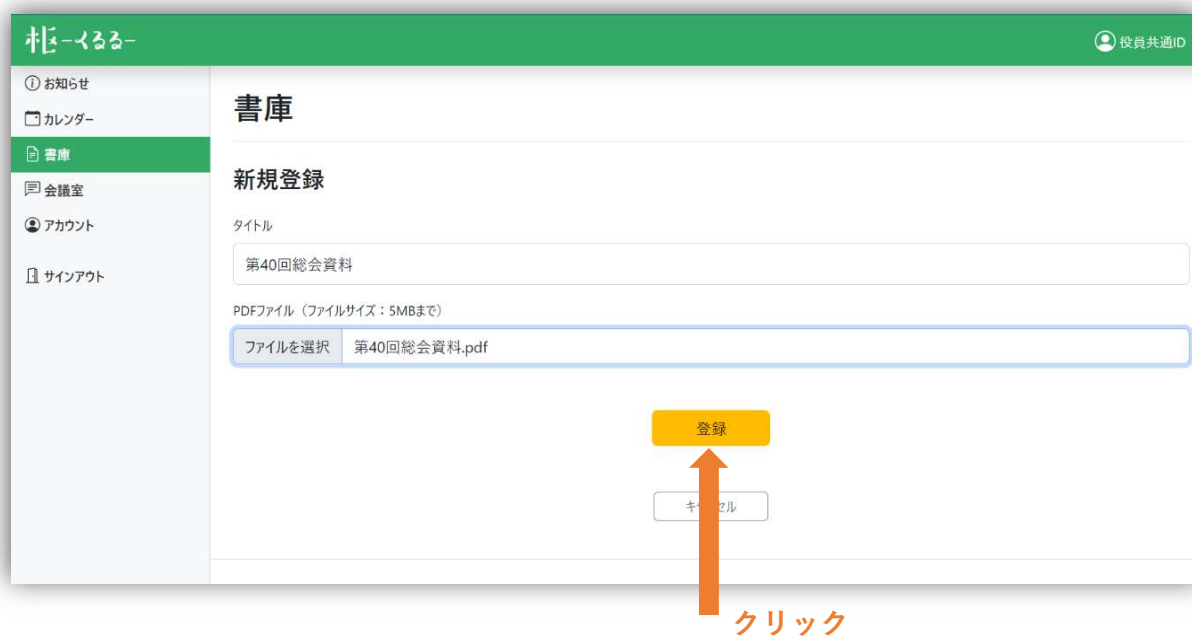 枢-くるる-
役員共通ID
お知らせ
カレンダー
書庫
会議室
アカウント
サインアウト
書庫
新規登録
タイトル
第40回総会資料
PDFファイル（ファイルサイズ：5MBまで）
ファイルを選択 第40回総会資料.pdf
登録
クリック